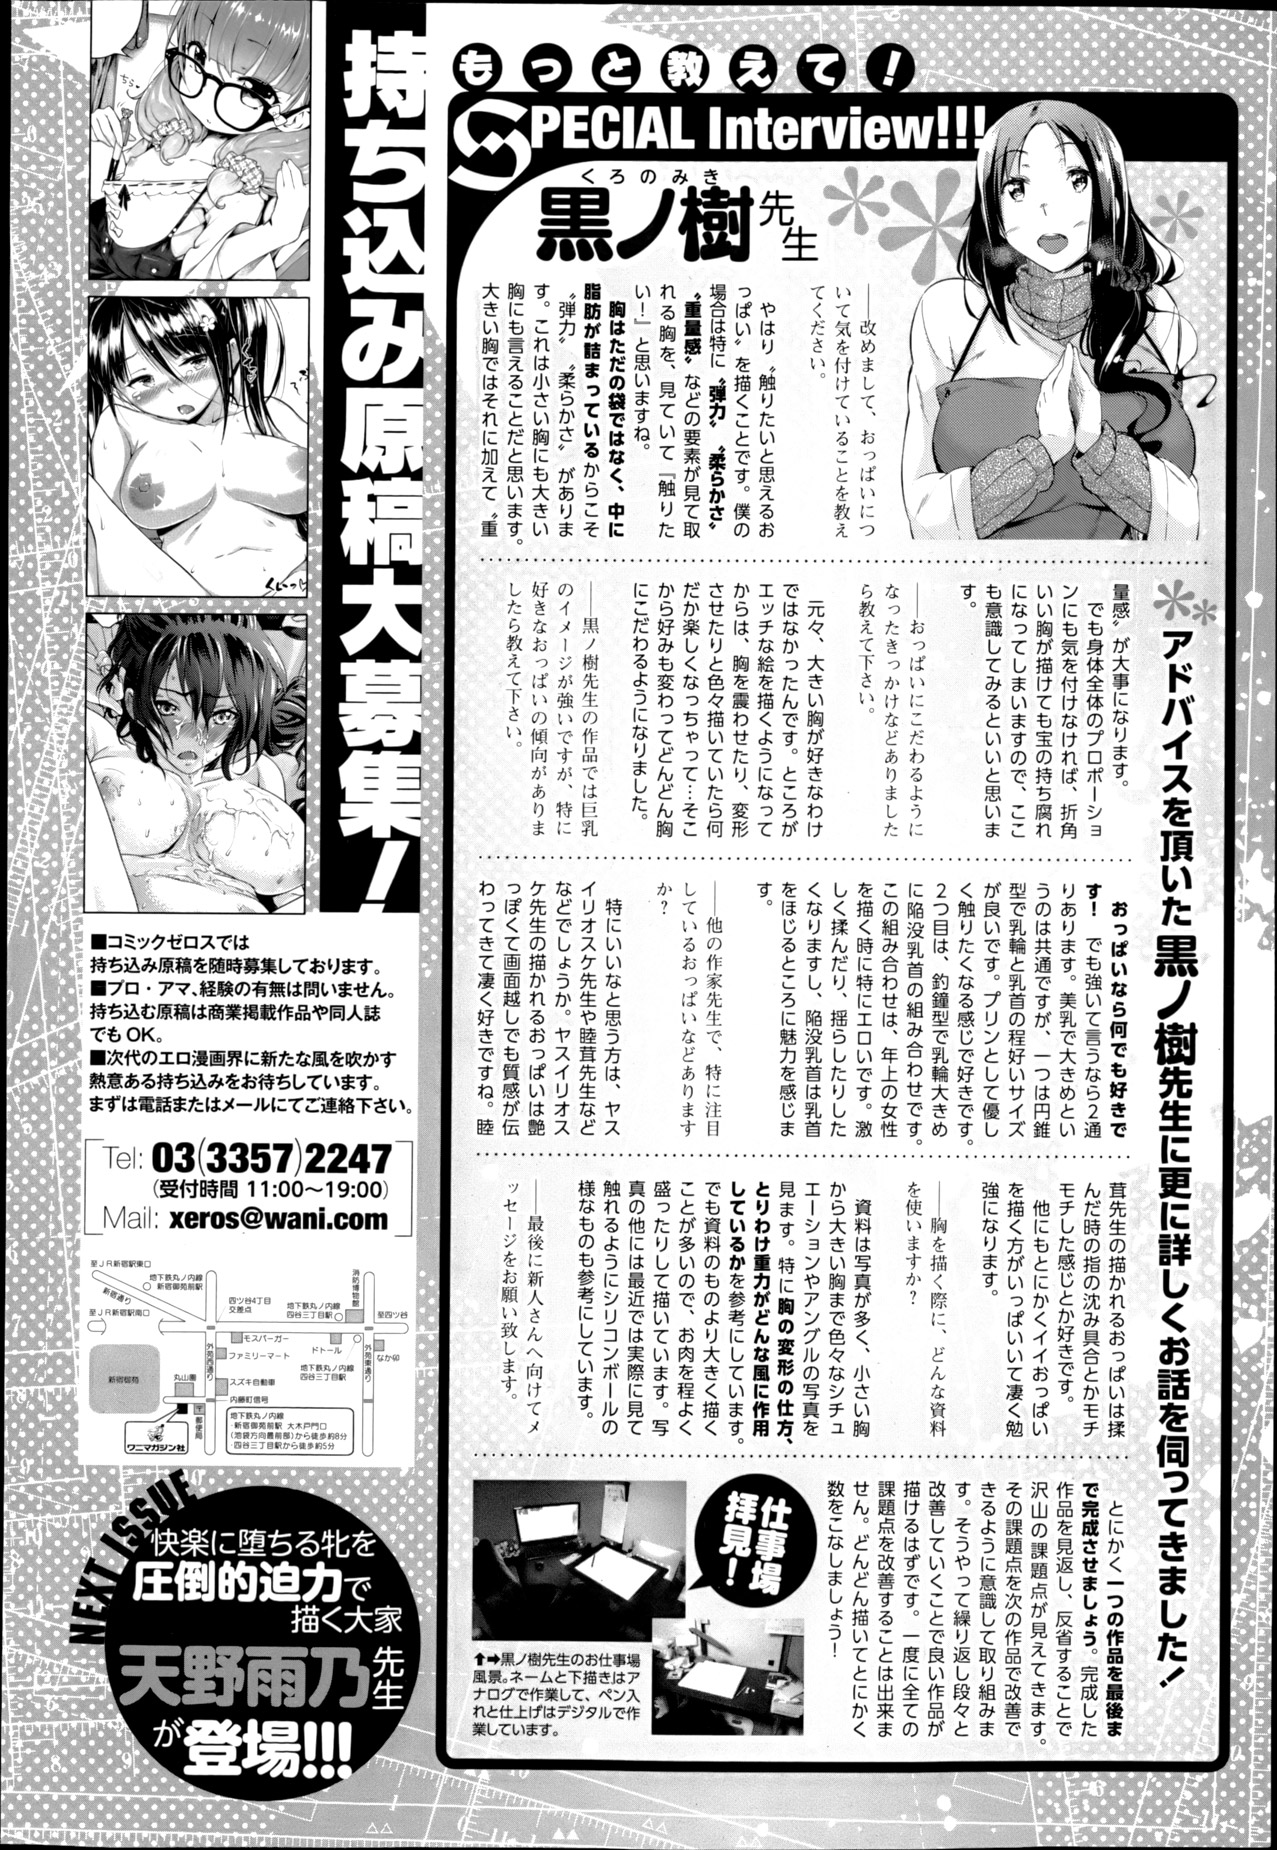 もっと教えて!
SPECIAL Interview!!!
くろのみき
黒ノ樹先生
アドバイスを頂いた黒ノ樹先生に更に詳しくお話を伺ってきました!
――改めまして、おっぱいにつ
いて気を付けていることを教え
てください。
やはり〝触りたいと思えるお
っぱい〟を描くことです。僕の
場合は特に〝弾力〟〝柔らかさ〟
〝重量感〟などの要素が見て取
れる胸を、見ていて『触りた
い!』と思いますね。
胸はただの袋ではなく、中に
脂肪が詰まっているからこそ
〝弾力〟〝柔らかさ〟がありま
す。これは小さい胸にも大きい
胸にも言えることだと思います。
大きい胸ではそれに加えて〝重
量感〟が大事になります。
でも身体全体のプロポーショ
ンにも気を付けなければ、折角
いい胸が描けても宝の持ち腐れ
になってしまいますので、ここ
も意識してみるといいと思いま
す。
――おっぱいにこだわるように
なったきっかけなどありました
ら教えて下さい。
元々、大きい胸が好きなわけ
ではなかったんです。ところが
エッチな絵を描くようになって
からは、胸を震わせたり、変形
させたりと色々描いていたら何
だか楽しくなっちゃって…そこ
から好みも変わってどんどん胸
にこだわるようになりました。
――黒ノ樹先生の作品では巨乳
のイメージが強いですが、特に
好きなおっぱいの傾向がありま
したら教えて下さい。
おっぱいなら何でも好きで
す!でも強いて言うなら2通
りあります。美乳で大きめとい
うのは共通ですが、一つは円錐
型で乳輪と乳首の程好いサイズ
が良いです。プリンとして優し
く触りたくなる感じで好きです。
2つ目は、釣鐘型で乳輪大きめ
に陥没乳首の組み合わせです。
この組み合わせは、年上の女性
を描く時に特にエロいです。激
しく揉んだり、揺らしたりした
くなりますし、陥没乳首は乳首
をほじるところに魅力を感じま
す。
――他の作家先生で、特に注目
しているおっぱいなどあります
か?
特にいいなと思う方は、ヤス
イリオスケ先生や睦茸先生など
などでしょうか。ヤスイリオス
ケ先生の描かれるおっぱいは艶
っぽくて画面越しでも質感が伝
わってきて凄く好きですね。睦
茸先生の描かれるおっぱいは揉
んだ時の指の沈み具合とかモチ
モチした感じとか好きです。
他にもとにかくイイおっぱい
を描く方がいっぱいいて凄く勉
強になります。
――胸を描く際に、どんな資料
を使いますか?
資料は写真が多く、小さい胸
から大きい胸まで色々なシチュ
エーションやアングルの写真を
見ます。特に胸の変形の仕方、
とりわけ重力がどんな風に作用
しているかを参考にしています。
でも資料のものより大きく描く
ことが多いので、お肉を程よく
盛ったりして描いています。写
真の他には最近では実際に見て
触れるようにシリコンボールの
様なものも参考にしています。
――最後に新人さんへ向けてメ
ッセージをお願い致します。
とにかく一つの作品を最後ま
で完成させましょう。完成した
作品を見返し、反省することで
沢山の課題点が見えてきます。
その課題点を次の作品で改善で
きるように意識して取り組みま
す。そうやって繰り返し段々と
改善していくことで良い作品が
描けるはずです。一度に全ての
課題点を改善することは出来ま
せん。どんどん描いてとにかく
数をこなしましょう!
仕事場
拝見!
⬆➡黒ノ樹先生のお仕事場
風景。ネームと下描きはア
ナログで作業して、ペン入
れと仕上げはデジタルで作
業しています。
持ち込み原稿大募集!
■コミックゼロスでは
持ち込み原稿を随時募集しております。
■プロ・アマ、経験の有無は問いません。
持ち込む原稿は商業掲載作品や同人誌
でもOK。
■次代のエロ漫画界に新たな風を吹かす
熱意ある持ち込みをお待ちしています。
まずは電話またはメールにてご連絡下さい。
Tel: 03(3357)2247
(受付時間 11:00~19:00)
Mail: xeros@wani.com
至JR新宿駅東口
地下鉄丸ノ内線
新宿御苑前駅
新宿通り
至JR新宿駅南口
四ツ谷4丁目
交差点
地下鉄丸ノ内線
四谷三丁目駅
消防博物館
至四ツ谷
モスバーガー
ドトール
ファミリーマート
なか卯
外苑西通り
地下鉄丸ノ内線
四谷三丁目駅
外苑東通り
新宿御苑
丸山園
スズキ自動車
内藤町信号
〒郵便局
ワニマガジン社
地下鉄丸ノ内線
・新宿御苑前駅 大木戸門口
(池袋方向最前部)から徒歩約8分
・四谷三丁目駅から徒歩約5分
NEXT ISSUE
快楽に堕ちる牝を
圧倒的迫力で
描く大家
天野雨乃先生
が登場!!!